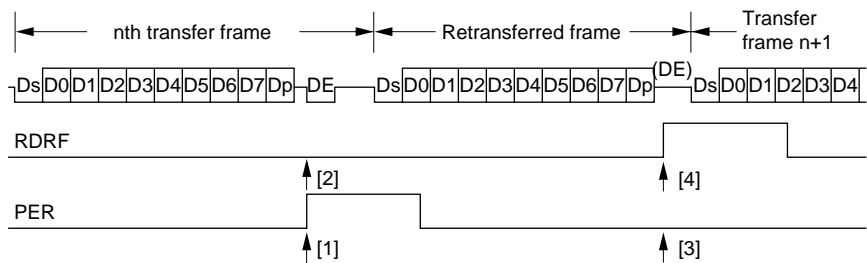 nth transfer frame Retransferred frame Transfer
frame n+1
Ds D0 D1 D2 D3 D4 D5 D6 D7 Dp DE Ds D0 D1 D2 D3 D4 D5 D6 D7 Dp (DE) Ds D0 D1 D2 D3 D4
RDRF
[2] [4]
PER
[1] [3]